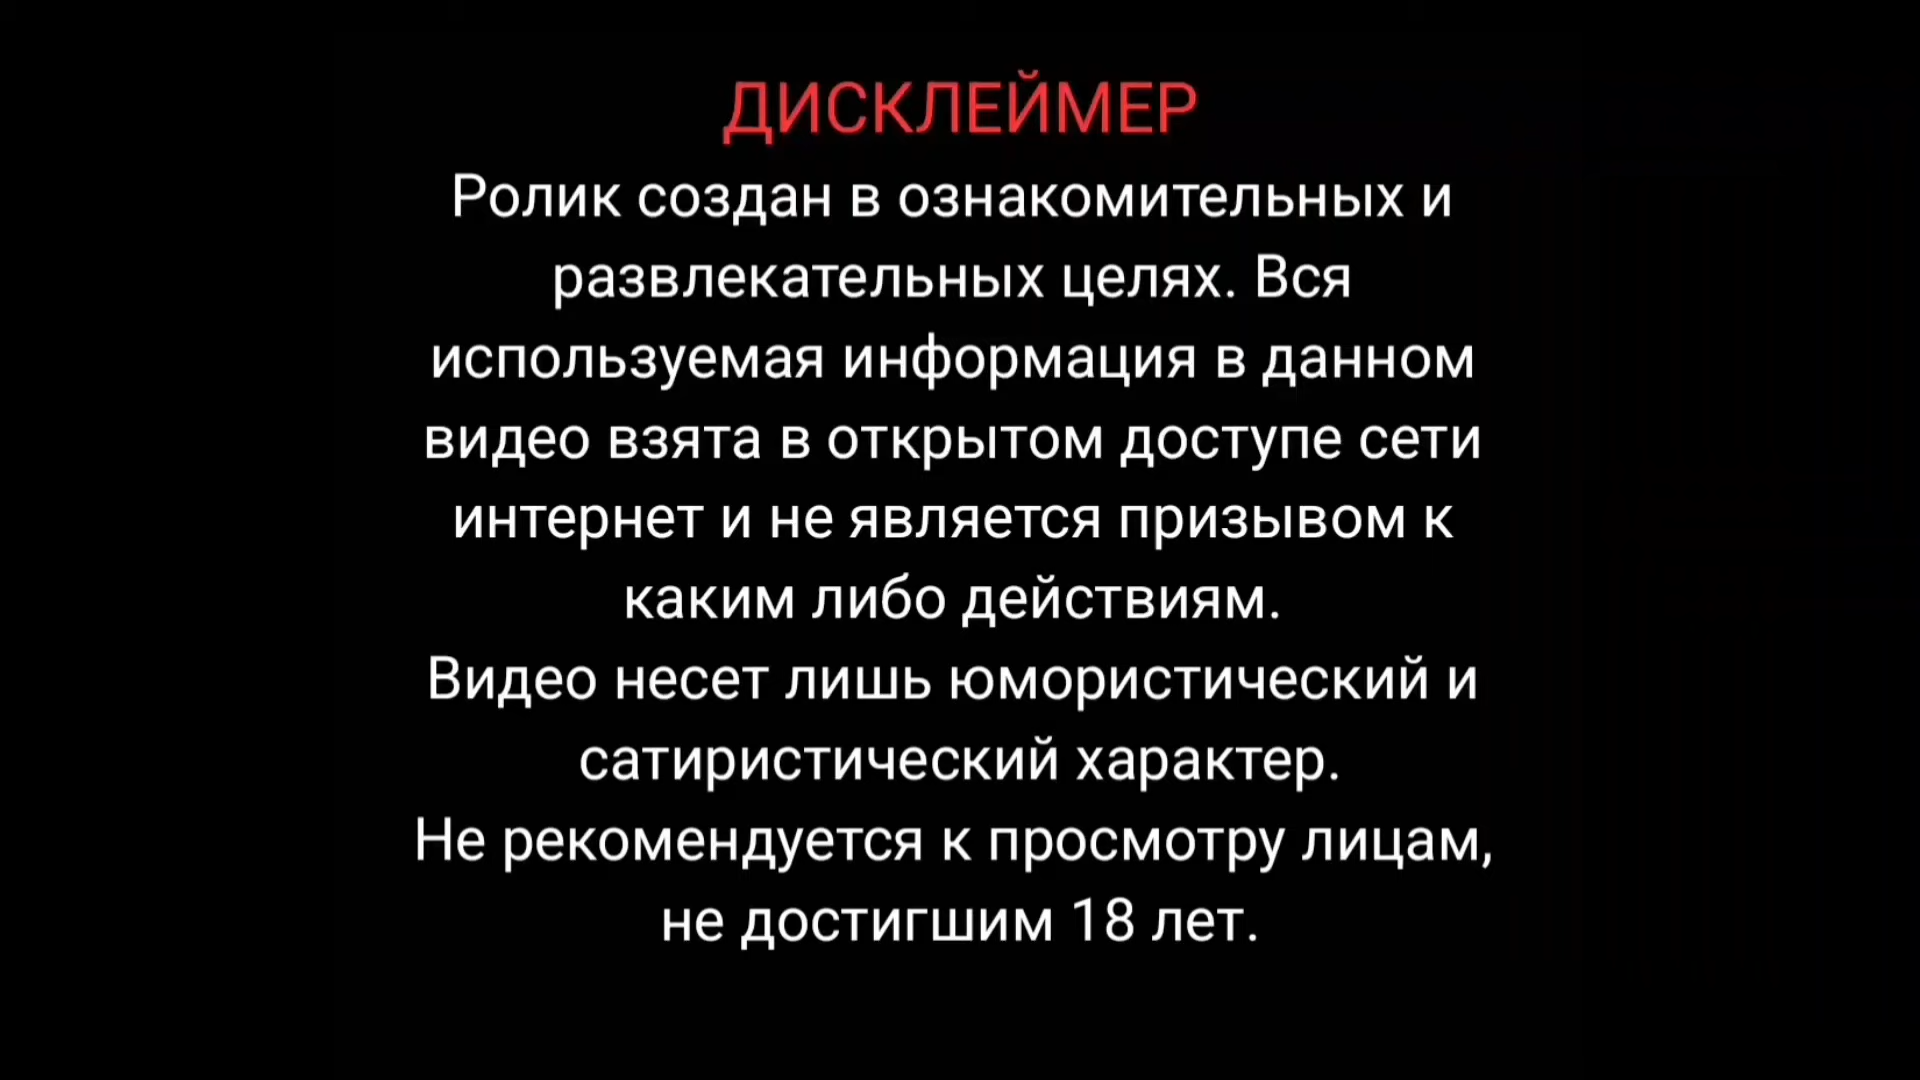 ДИСКЛЕЙМЕР
Ролик создан в ознакомительных и
развлекательных целях. Вся
используемая информация в данном
видео взята в открытом доступе сети
интернет и не является призывом к
каким либо действиям.
Видео несет лишь юмористический и
сатиристический характер.
Не рекомендуется к просмотру лицам,
не достигшим 18 лет.